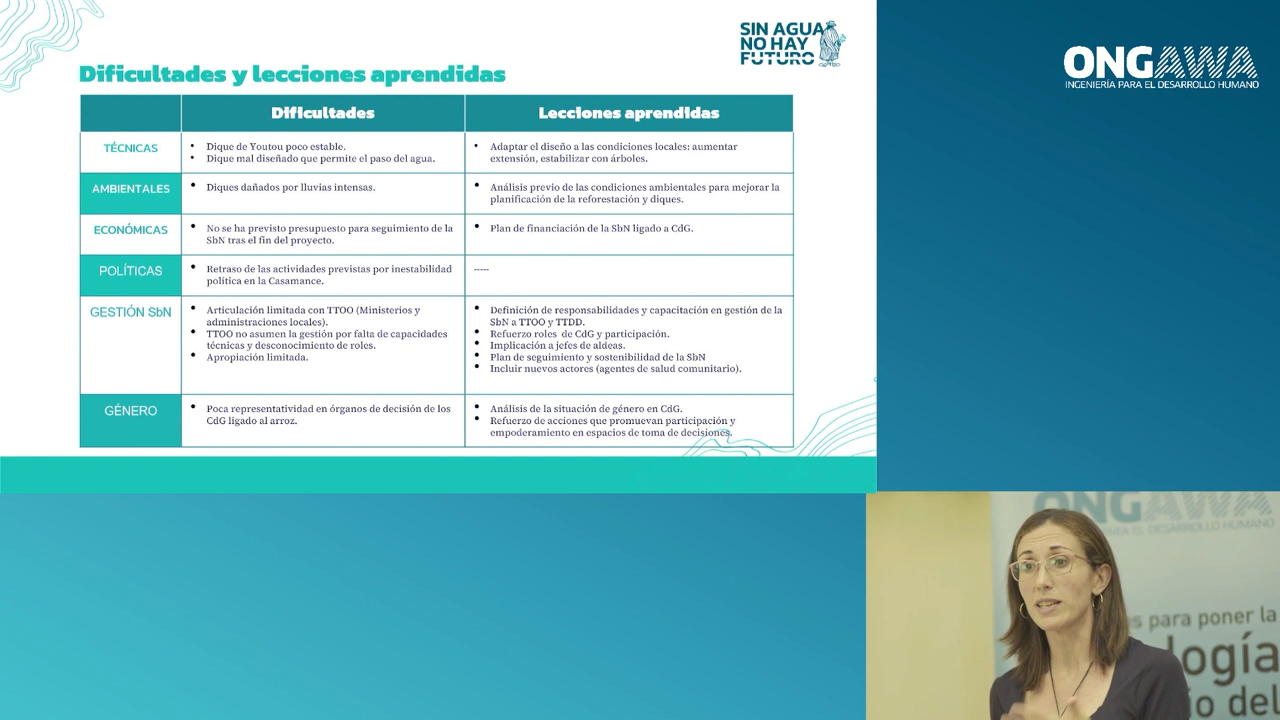 SIN AGUA
NO HAY
FUTURO
ONGAWA
INGENIERÍA PARA EL DESARROLLO HUMANO
Dificultades y lecciones aprendidas
Dificultades
Lecciones aprendidas
TÉCNICAS
• Dique de Youtou poco estable.
• Dique mal diseñado que permite el paso del agua.
• Adaptar el diseño a las condiciones locales: aumentar
extensión, estabilizar con árboles.
AMBIENTALES
• Diques dañados por lluvias intensas.
• Análisis previo de las condiciones ambientales para mejorar la
planificación de la reforestación y diques.
ECONÓMICAS
• No se ha previsto presupuesto para seguimiento de la
SbN tras el fin del proyecto.
• Plan de financiación de la SbN ligado a CdG.
POLÍTICAS
• Retraso de las actividades previstas por inestabilidad
política en la Casamance.
-----
GESTIÓN SbN
• Articulación limitada con TTOO (Ministerios y
administraciones locales).
• TTOO no asumen la gestión por falta de capacidades
técnicas y desconocimiento de roles.
• Apropiación limitada.
• Definición de responsabilidades y capacitación en gestión de la
SbN a TTOO y TTDD.
• Refuerzo roles de CdG y participación.
• Implicación a jefes de aldeas.
• Plan de seguimiento y sostenibilidad de la SbN
• Incluir nuevos actores (agentes de salud comunitario).
GÉNERO
• Poca representatividad en órganos de decisión de los
CdG ligado al arroz.
• Análisis de la situación de género en CdG.
• Refuerzo de acciones que promuevan participación y
empoderamiento en espacios de toma de decisiones.
ONGAWA
EL DESARROLLO HUMANO
para poner la
logía
del